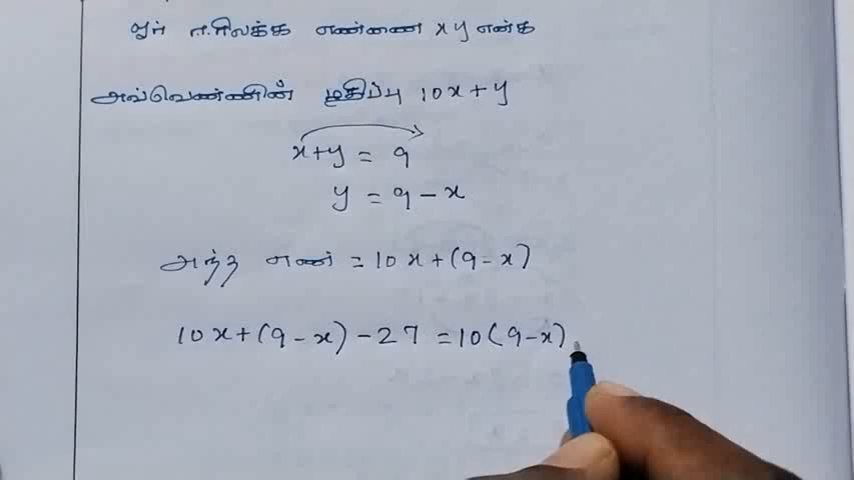 ஓர் ஈரிலக்க எண்ணை xy என்க
அவ்வெண்ணின் மதிப்பு 10x+y
x+y = 9
y = 9-x
அந்த எண் = 10x+(9-x)
10x+(9-x)-27 = 10(9-x)